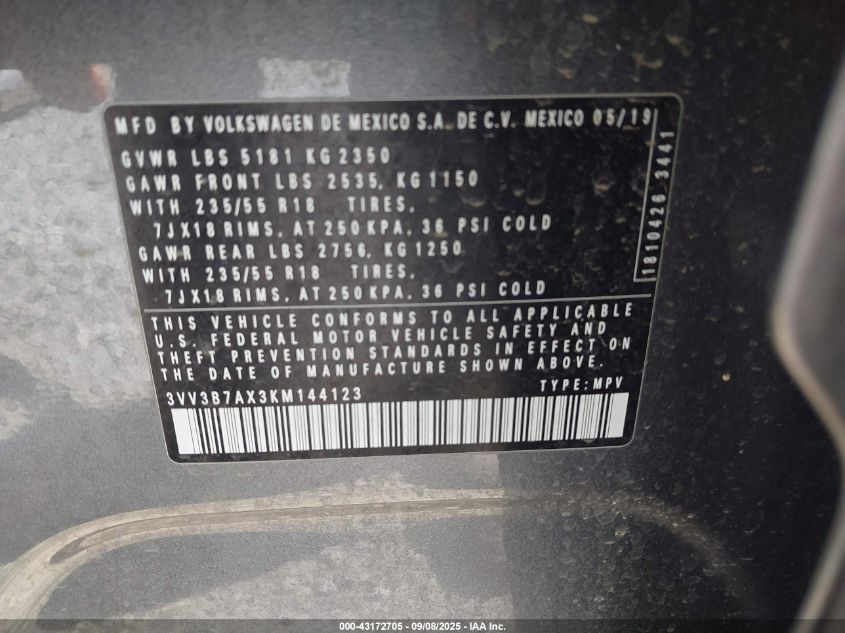 MFD BY VOLKSWAGEN DE MEXICO S.A. DE C.V. MEXICO 05/19
GVWR LBS 5181 KG 2350
GAWR FRONT LBS 2535, KG 1150
WITH 235/55 R18 TIRES,
7JX18 RIMS, AT 250 KPA, 36 PSI COLD
GAWR REAR LBS 2756, KG 1250
WITH 235/55 R18 TIRES,
7JX18 RIMS, AT 250 KPA, 36 PSI COLD
1810426 3441
THIS VEHICLE CONFORMS TO ALL APPLICABLE
U.S. FEDERAL MOTOR VEHICLE SAFETY AND
THEFT PREVENTION STANDARDS IN EFFECT ON
THE DATE OF MANUFACTURE SHOWN ABOVE.
3VV3B7AX3KM144123 TYPE: MPV
000-43172705 - 09/08/2025 - IAA Inc.